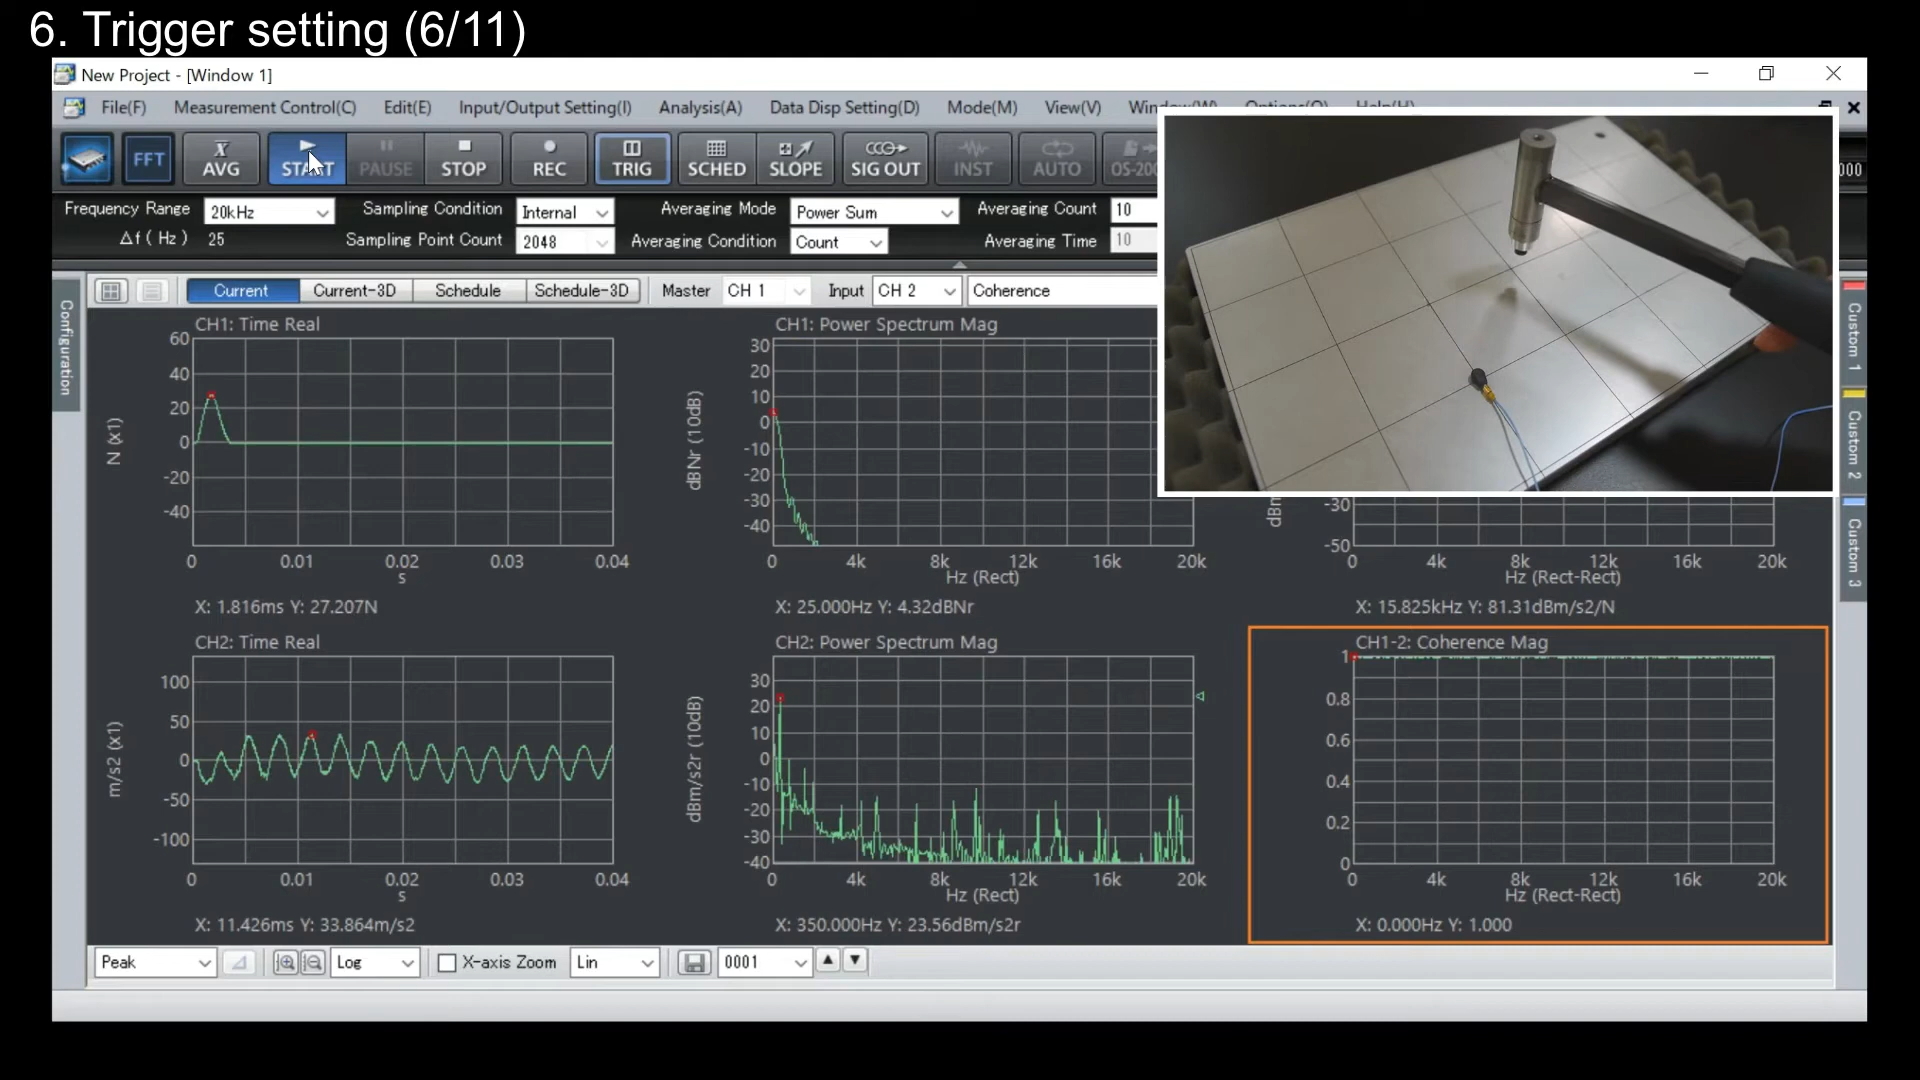 6. Trigger setting (6/11)
New Project - [Window 1]
File(F) Measurement Control(C) Edit(E) Input/Output Setting(I) Analysis(A) Data Disp Setting(D) Mode(M) View(V) Window(W) Options(O) Help(H)
FFT AVG START PAUSE STOP REC TRIG SCHED SLOPE SIG OUT INST AUTO OS-200 000
Frequency Range 20kHz Sampling Condition Internal Averaging Mode Power Sum Averaging Count 10
Δf ( Hz ) 25 Sampling Point Count 2048 Averaging Condition Count Averaging Time 10
Configuration
Current Current-3D Schedule Schedule-3D Master CH 1 Input CH 2 Coherence
Custom 1
Custom 2
Custom 3
CH1: Time Real
60
40
20
0
-20
-40
N (x1)
0 0.01 0.02 0.03 0.04
s
X: 1.816ms Y: 27.207N
CH1: Power Spectrum Mag
30
20
10
0
-10
-20
-30
-40
dBNr (10dB)
0 4k 8k 12k 16k 20k
Hz (Rect)
X: 25.000Hz Y: 4.32dBNr
dBm
-30
-50
0 4k 8k 12k 16k 20k
Hz (Rect-Rect)
X: 15.825kHz Y: 81.31dBm/s2/N
CH2: Time Real
100
50
0
-50
-100
m/s2 (x1)
0 0.01 0.02 0.03 0.04
s
X: 11.426ms Y: 33.864m/s2
CH2: Power Spectrum Mag
30
20
10
0
-10
-20
-30
-40
dBm/s2r (10dB)
0 4k 8k 12k 16k 20k
Hz (Rect)
X: 350.000Hz Y: 23.56dBm/s2r
CH1-2: Coherence Mag
1
0.8
0.6
0.4
0.2
0
0 4k 8k 12k 16k 20k
Hz (Rect-Rect)
X: 0.000Hz Y: 1.000
Peak Log X-axis Zoom Lin 0001